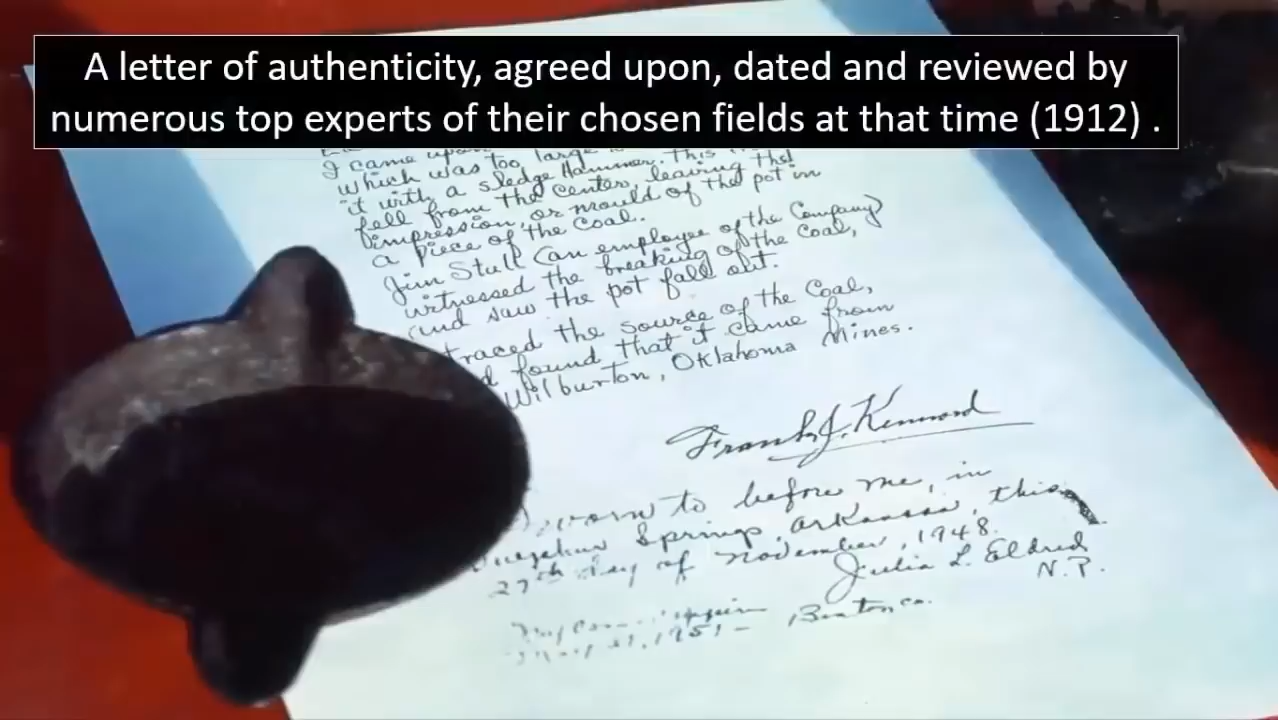 A letter of authenticity, agreed upon, dated and reviewed by
numerous top experts of their chosen fields at that time (1912) .
I came upon
which was too large
it with a sledge Hammer. This
fell from the center, leaving the
impression, or mould of the pot in
a piece of the coal.
Jim Stull (an employee of the Company)
witnessed the breaking of the coal,
and saw the pot fall out.
traced the source of the coal,
found that it came from
Wilburton, Oklahoma Mines.
Frank J. Kennard
sworn to before me, in
Springs, Arkansas, this
27th day of November, 1948.
Julia L. Eldred
N.P.
1951 - Benton co.